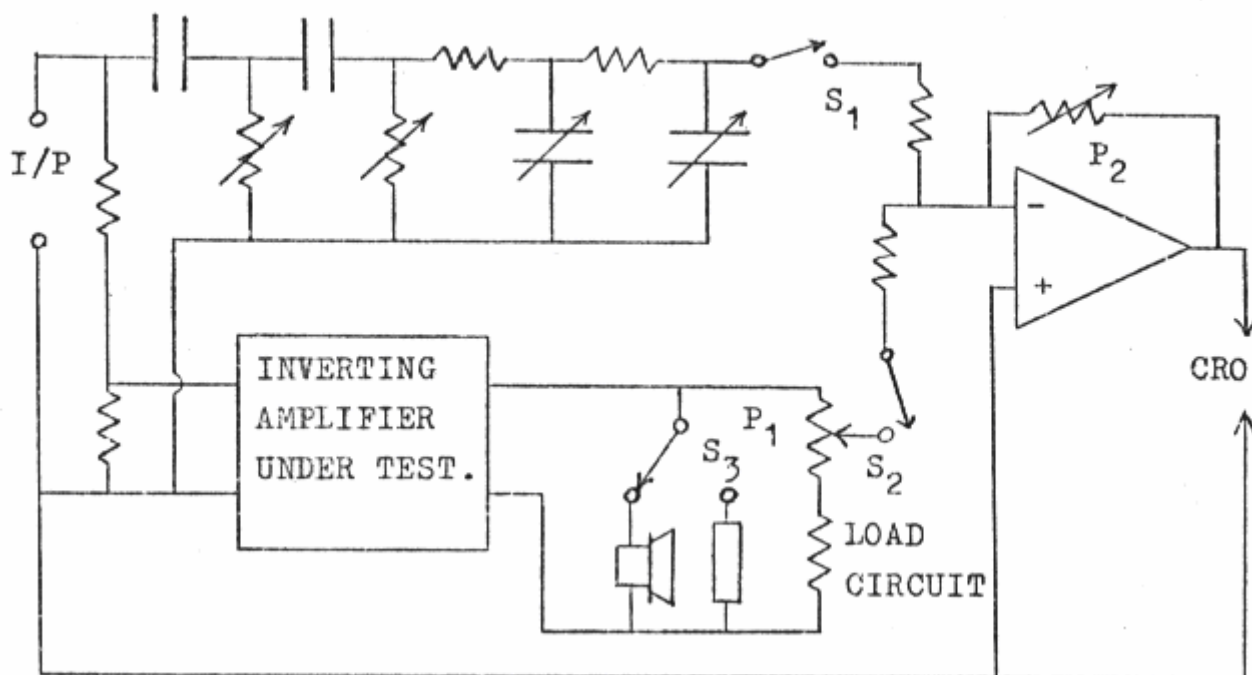 I/P
S1
P2
-
+
CRO
INVERTING
AMPLIFIER
UNDER TEST.
P1
S3
S2
LOAD
CIRCUIT